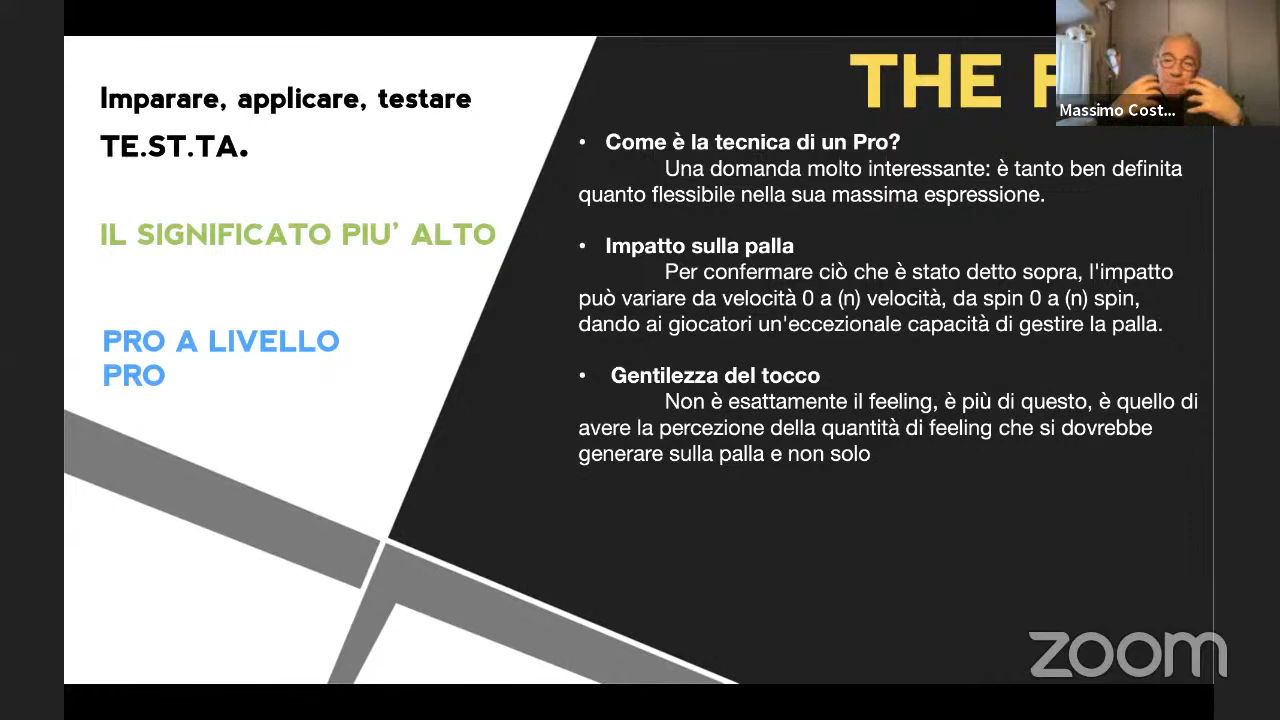 Imparare, applicare, testare
TE.ST.TA.
IL SIGNIFICATO PIU' ALTO
PRO A LIVELLO
PRO
THE
• Come è la tecnica di un Pro?
Una domanda molto interessante: è tanto ben definita
quanto flessibile nella sua massima espressione.
• Impatto sulla palla
Per confermare ciò che è stato detto sopra, l'impatto
può variare da velocità 0 a (n) velocità, da spin 0 a (n) spin,
dando ai giocatori un'eccezionale capacità di gestire la palla.
• Gentilezza del tocco
Non è esattamente il feeling, è più di questo, è quello di
avere la percezione della quantità di feeling che si dovrebbe
generare sulla palla e non solo
Massimo Cost...
zoom